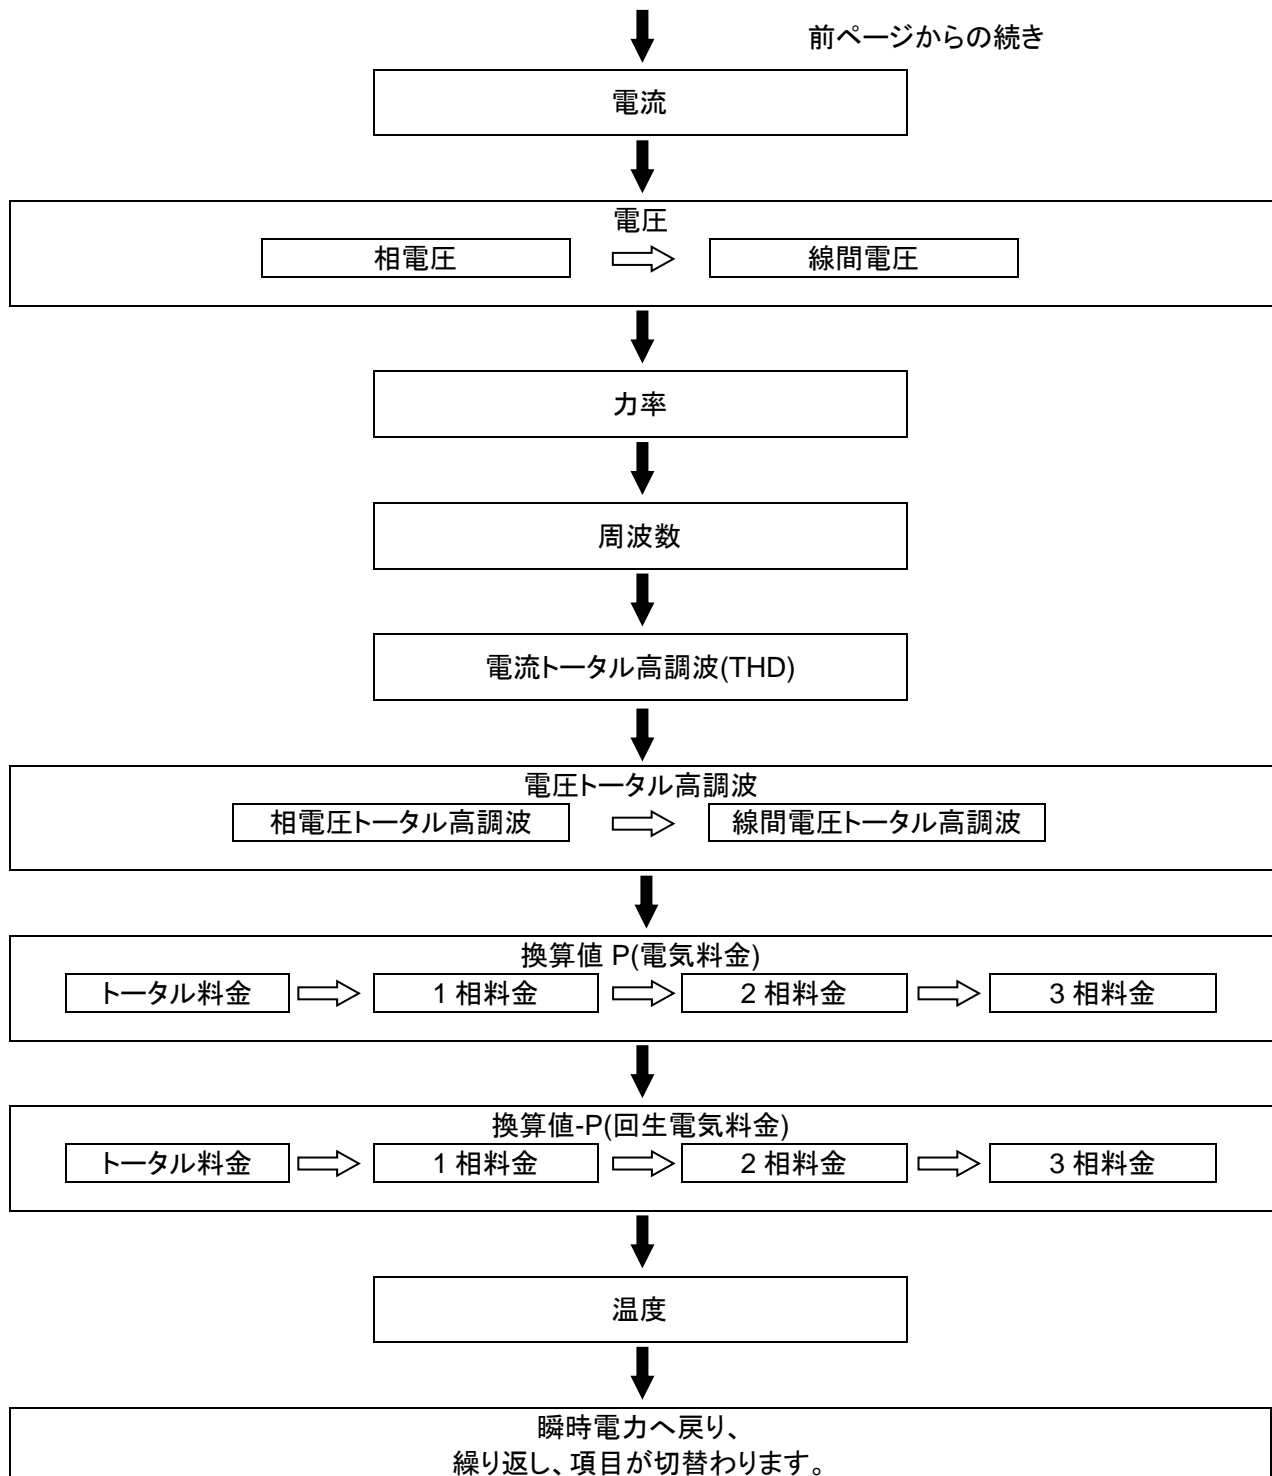 前ページからの続き
電流
電圧
相電圧
線間電圧
力率
周波数
電流トータル高調波(THD)
電圧トータル高調波
相電圧トータル高調波
線間電圧トータル高調波
換算値 P(電気料金)
トータル料金
1 相料金
2 相料金
3 相料金
換算値-P(回生電気料金)
トータル料金
1 相料金
2 相料金
3 相料金
温度
瞬時電力へ戻り、
繰り返し、項目が切替わります。